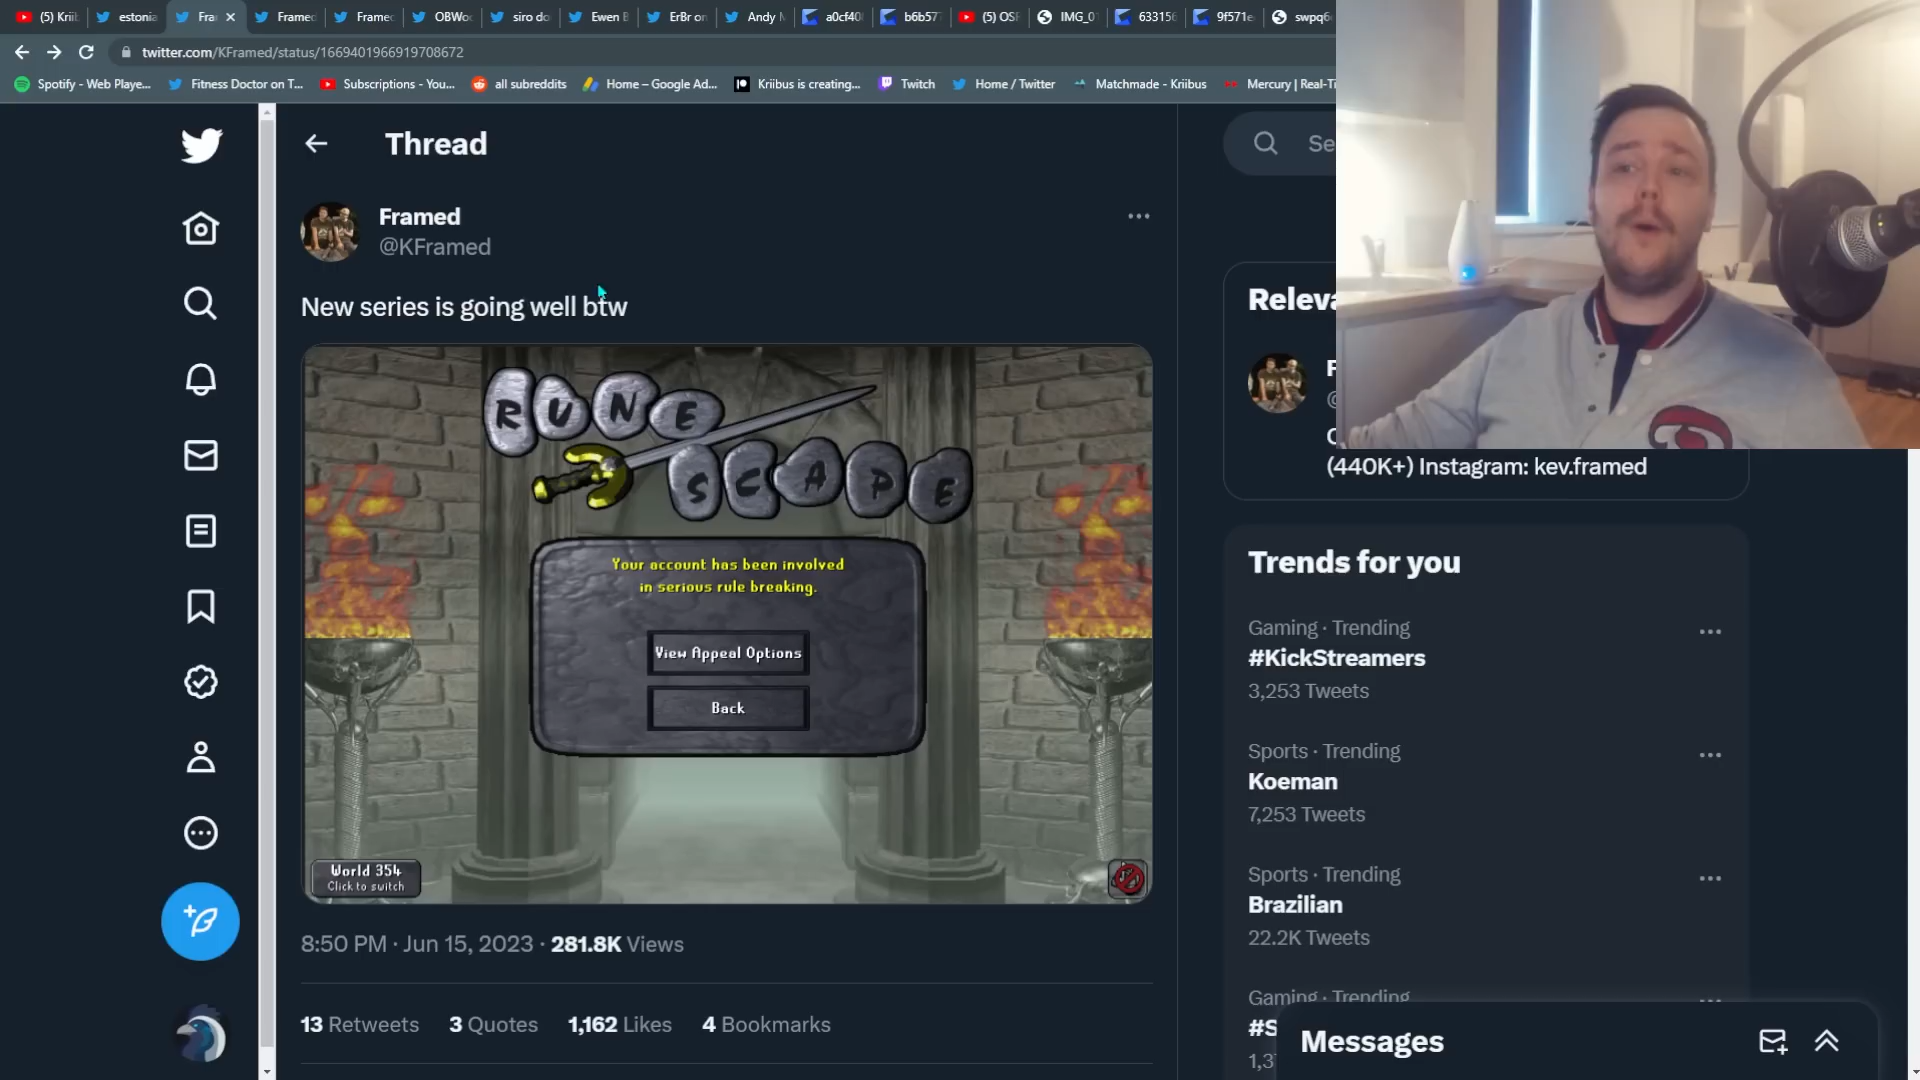 (5) Krii
estonia
Fra
Framed
Framed
OBWo
siro do
Ewen B
ErBr on
Andy M
a0cf40
b6b577
(5) OSF
IMG_0
633156
9f571e
swpq6
twitter.com/KFramed/status/1669401966919708672
Spotify - Web Playe...
Fitness Doctor on T...
Subscriptions - You...
all subreddits
Home – Google Ad...
Kriibus is creating...
Twitch
Home / Twitter
Matchmade - Kriibus
Mercury | Real-Ti
Thread
Se
Framed
@KFramed
New series is going well btw
RUNE
SCAPE
Your account has been involved
in serious rule breaking.
View Appeal Options
Back
World 354
Click to switch
8:50 PM · Jun 15, 2023 · 281.8K Views
13 Retweets 3 Quotes 1,162 Likes 4 Bookmarks
Releva
F
@
(440K+) Instagram: kev.framed
Trends for you
Gaming · Trending
#KickStreamers
3,253 Tweets
Sports · Trending
Koeman
7,253 Tweets
Sports · Trending
Brazilian
22.2K Tweets
Gaming · Trending
#S
1,3
Messages